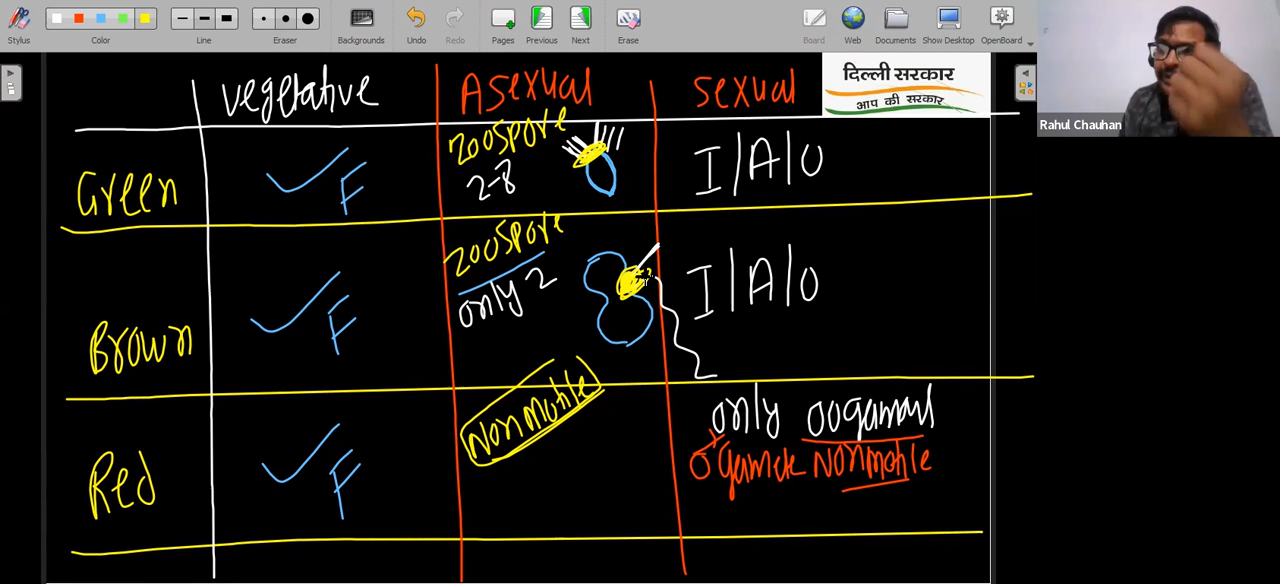 Stylus
Color
Line
Eraser
Backgrounds
Undo
Redo
Pages
Previous
Next
Erase
Board
Web
Documents
Show Desktop
OpenBoard
Rahul Chauhan
दिल्ली सरकार
आप की सरकार
vegetative
Asexual
sexual
Green
F
zoospore
2-8
I/A/O
Brown
F
zoospore
only 2
I/A/O
Red
F
Nonmotile
only oogamous
♂ gamete Nonmotile